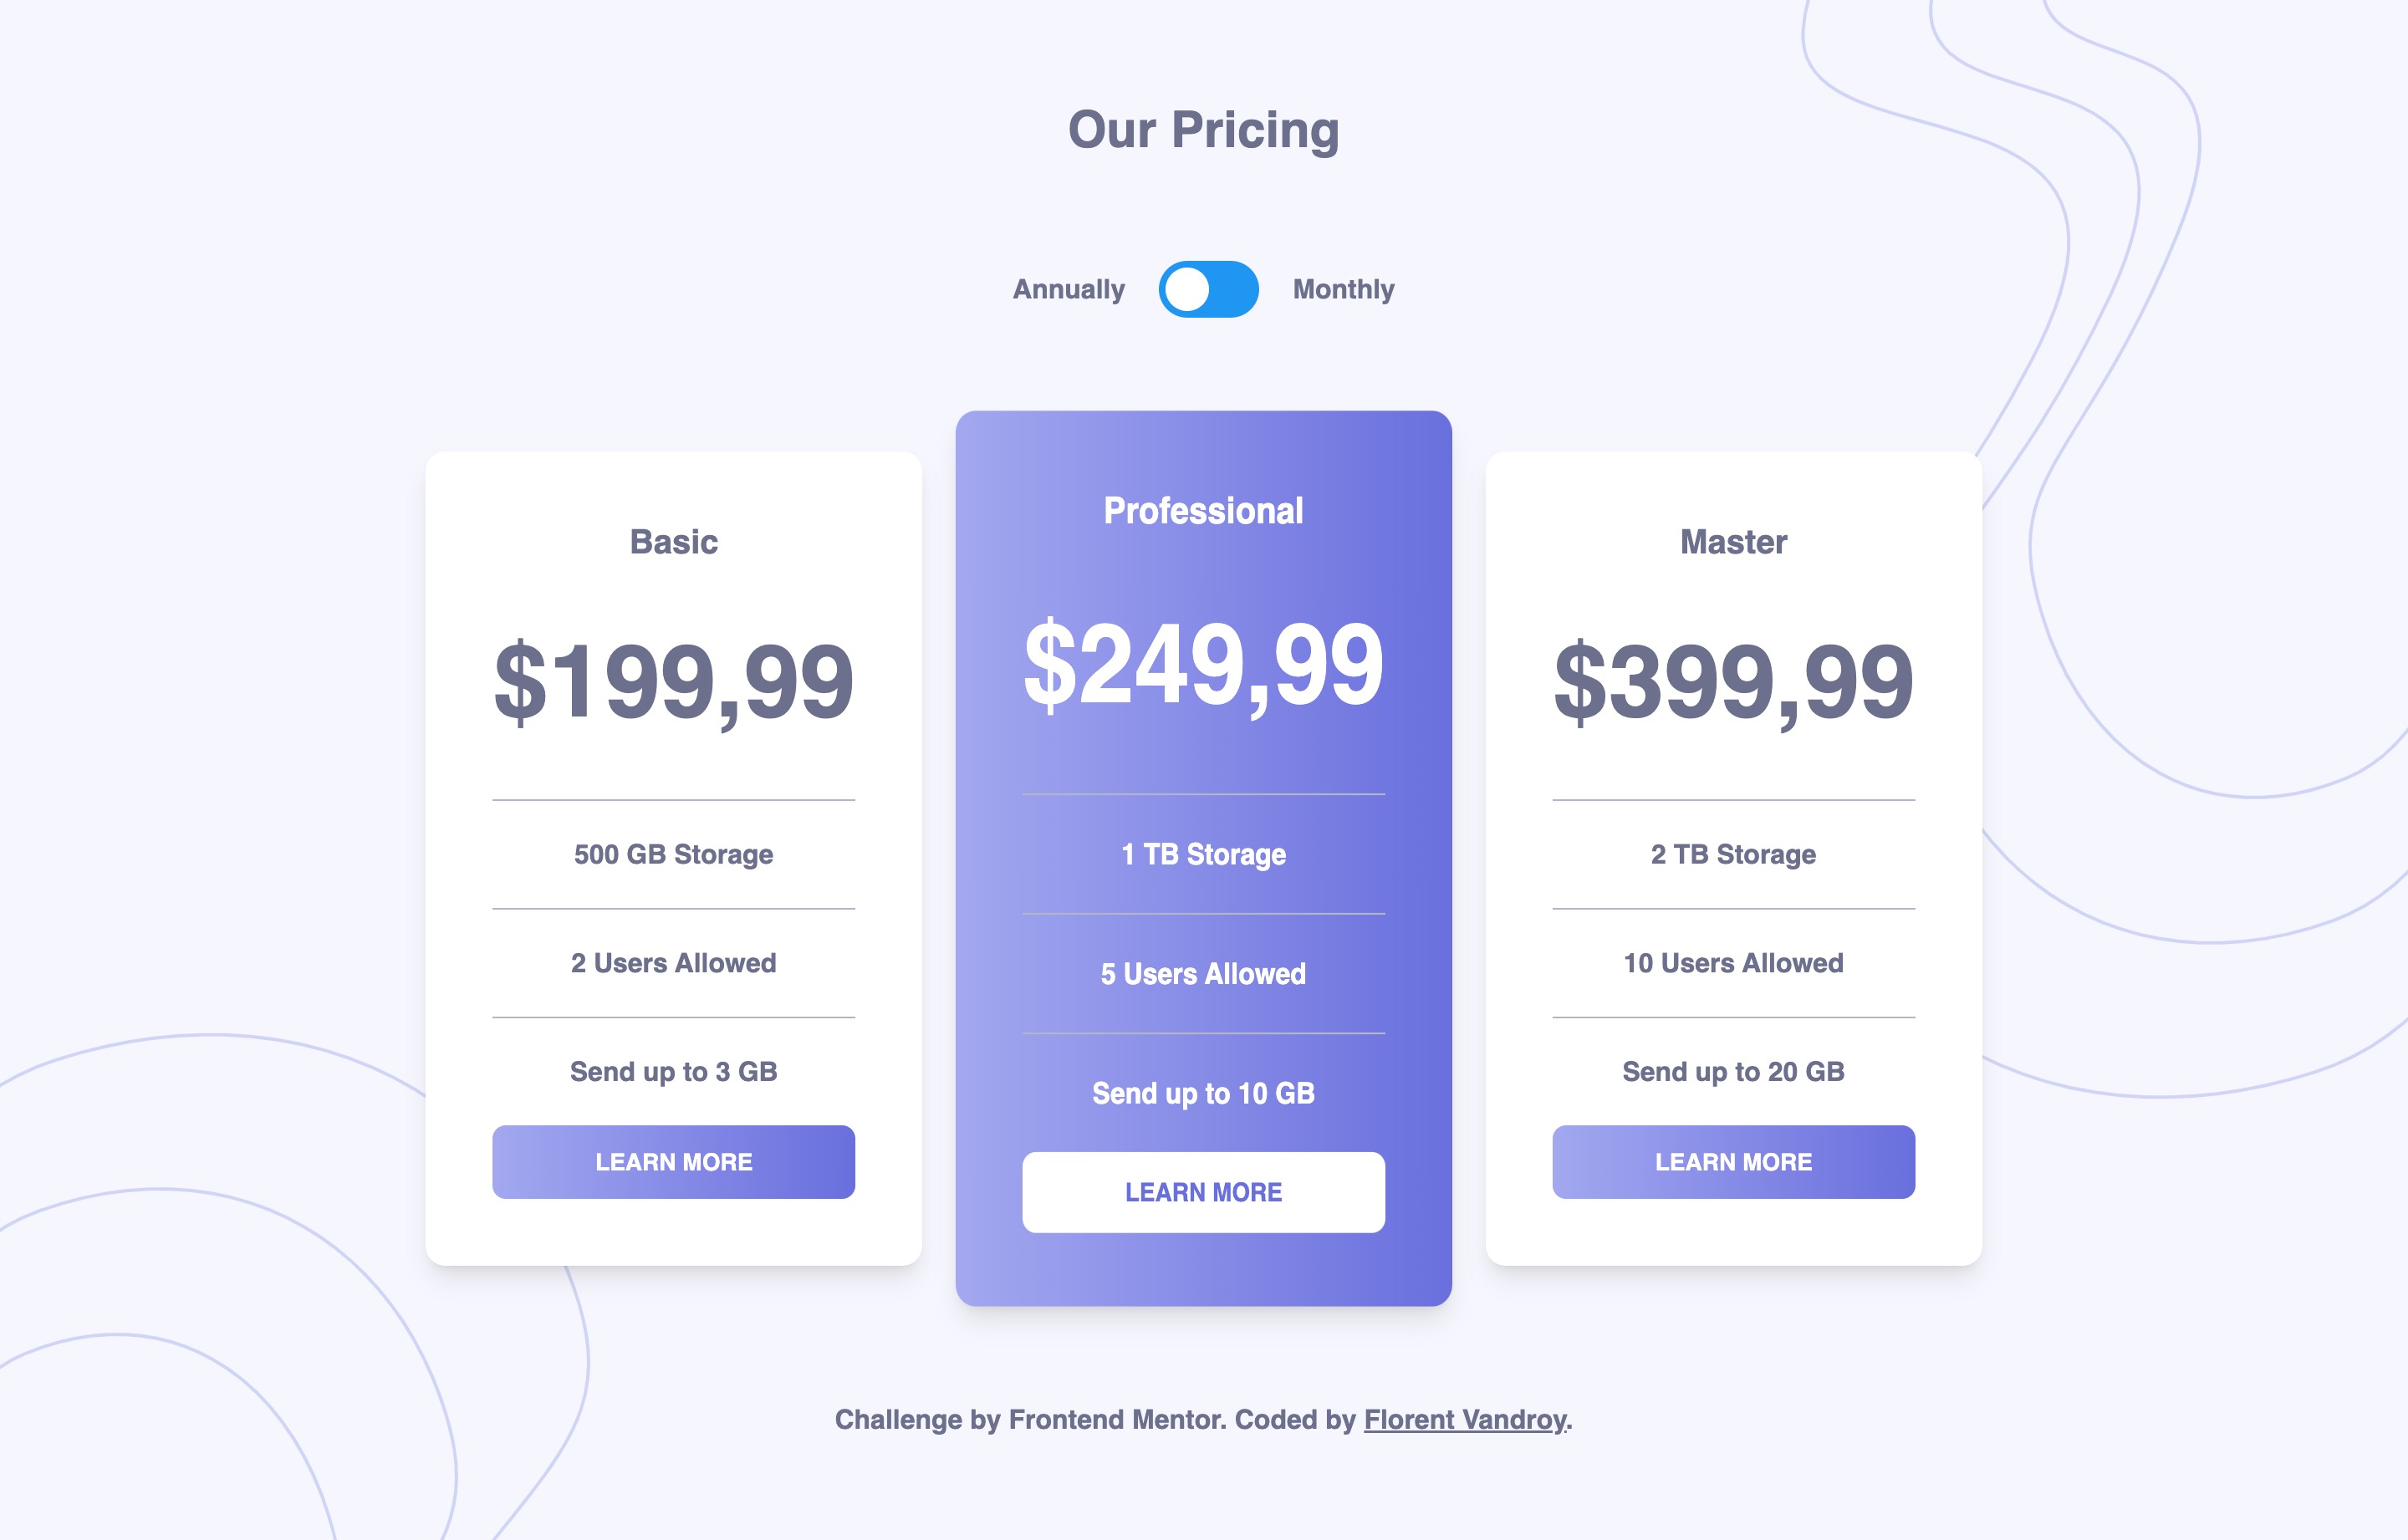 Our Pricing
Annually
Monthly
Basic
$199,99
500 GB Storage
2 Users Allowed
Send up to 3 GB
LEARN MORE
Professional
$249,99
1 TB Storage
5 Users Allowed
Send up to 10 GB
LEARN MORE
Master
$399,99
2 TB Storage
10 Users Allowed
Send up to 20 GB
LEARN MORE
Challenge by Frontend Mentor. Coded by Florent Vandroy.